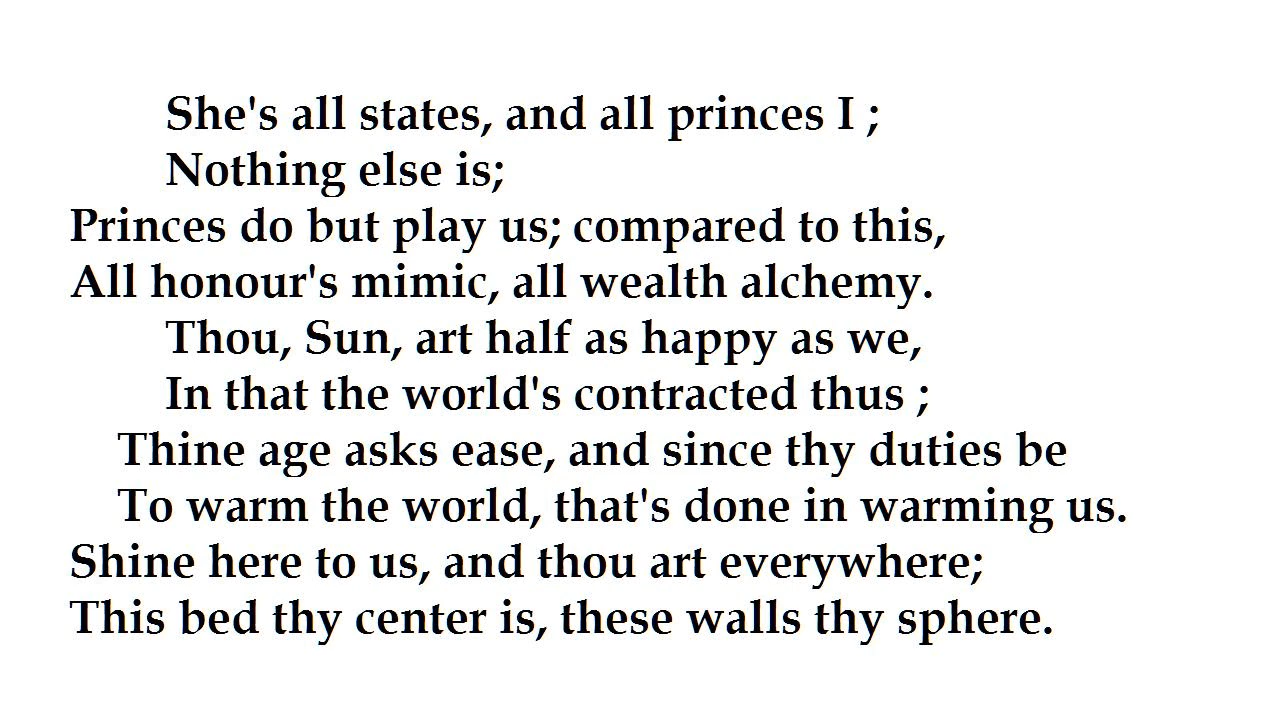 She's all states, and all princes I ;
Nothing else is;
Princes do but play us; compared to this,
All honour's mimic, all wealth alchemy.
Thou, Sun, art half as happy as we,
In that the world's contracted thus ;
Thine age asks ease, and since thy duties be
To warm the world, that's done in warming us.
Shine here to us, and thou art everywhere;
This bed thy center is, these walls thy sphere.